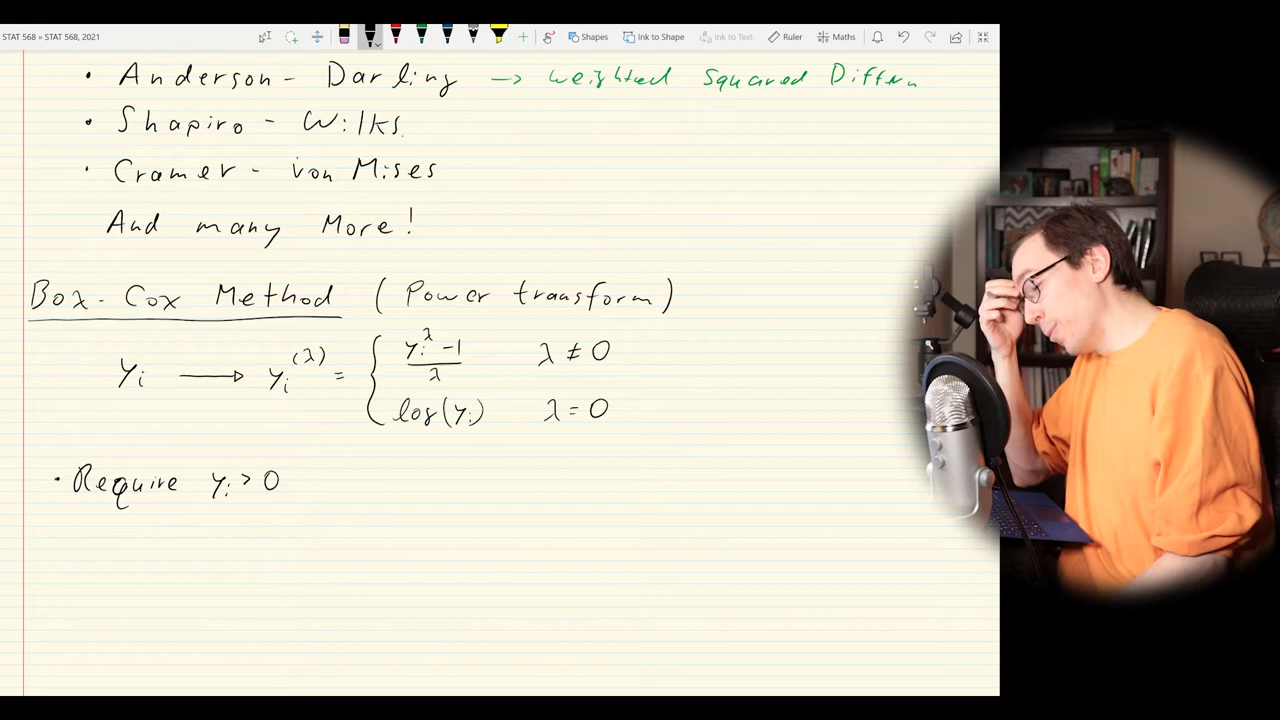 STAT 568 » STAT 568, 2021
Shapes Ink to Shape Ink to Text Ruler Maths
• Anderson - Darling → Weighted Squared Differn
• Shapiro - Wilks.
• Cramer - von Mises
And many More!
Box-Cox Method (Power transform)
yᵢ ⟶ yᵢ^(λ) = { (yᵢ^λ - 1)/λ λ ≠ 0
log(yᵢ) λ = 0
• Require yᵢ > 0